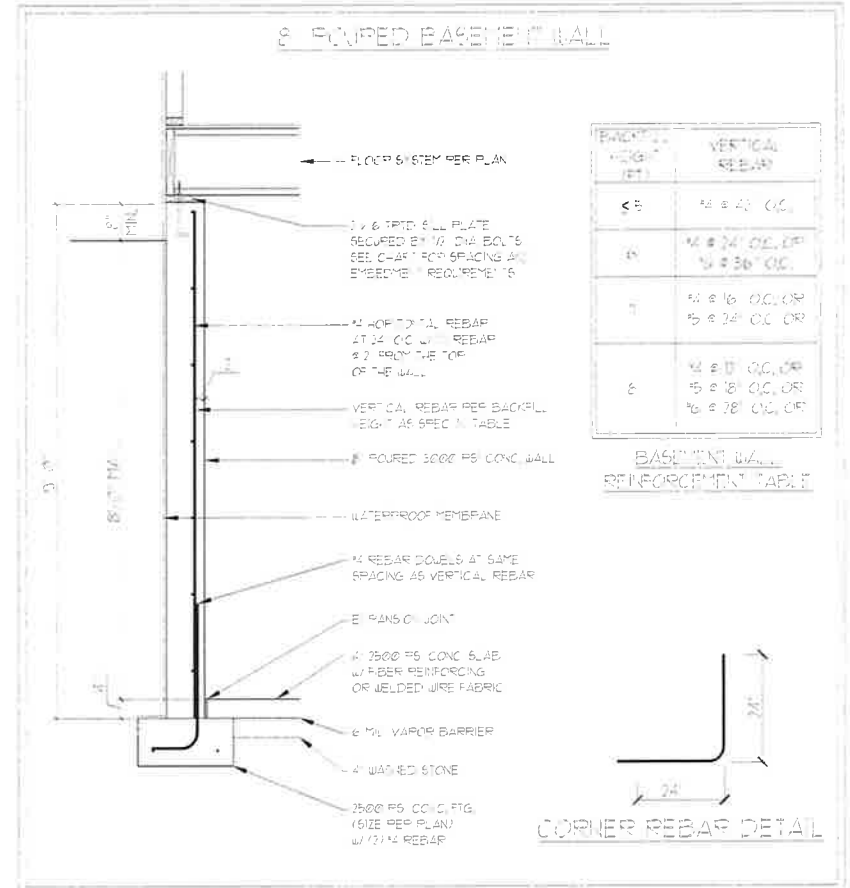 8" POURED BASEMENT WALL
FLOOR SYSTEM PER PLAN
2 x 6 TRTD SILL PLATE
SECURED BY 1/2" DIA BOLTS
SEE CHART FOR SPACING AND
EMBEDMENT REQUIREMENTS
#4 HORIZONTAL REBAR
AT 24" O.C. WITH REBAR
@ 2" FROM THE TOP
OF THE WALL
VERTICAL REBAR PER BACKFILL
HEIGHT AS SPEC IN TABLE
8" POURED 3000 PSI CONC. WALL
WATERPROOF MEMBRANE
#4 REBAR DOWELS AT SAME
SPACING AS VERTICAL REBAR
EXPANSION JOINT
4" 2500 PSI CONC SLAB
W/ FIBER REINFORCING
OR WELDED WIRE FABRIC
6 MIL VAPOR BARRIER
4" WASHED STONE
2500 PSI CONC. FTG.
(SIZE PER PLAN)
W/ (2) #4 REBAR
MIN
BACKFILL HEIGHT (FT)
VERTICAL REBAR
≤ 5
#4 @ O.C.
6
#4 @ 24" O.C. OR
@ 36" O.C.
7
#4 @ 16" O.C. OR
#5 @ 24" O.C. OR
8
#4 @ O.C. OR
#5 @ 18" O.C. OR
#6 @ 28" O.C. OR
BASEMENT WALL
REINFORCEMENT TABLE
24"
24"
CORNER REBAR DETAIL